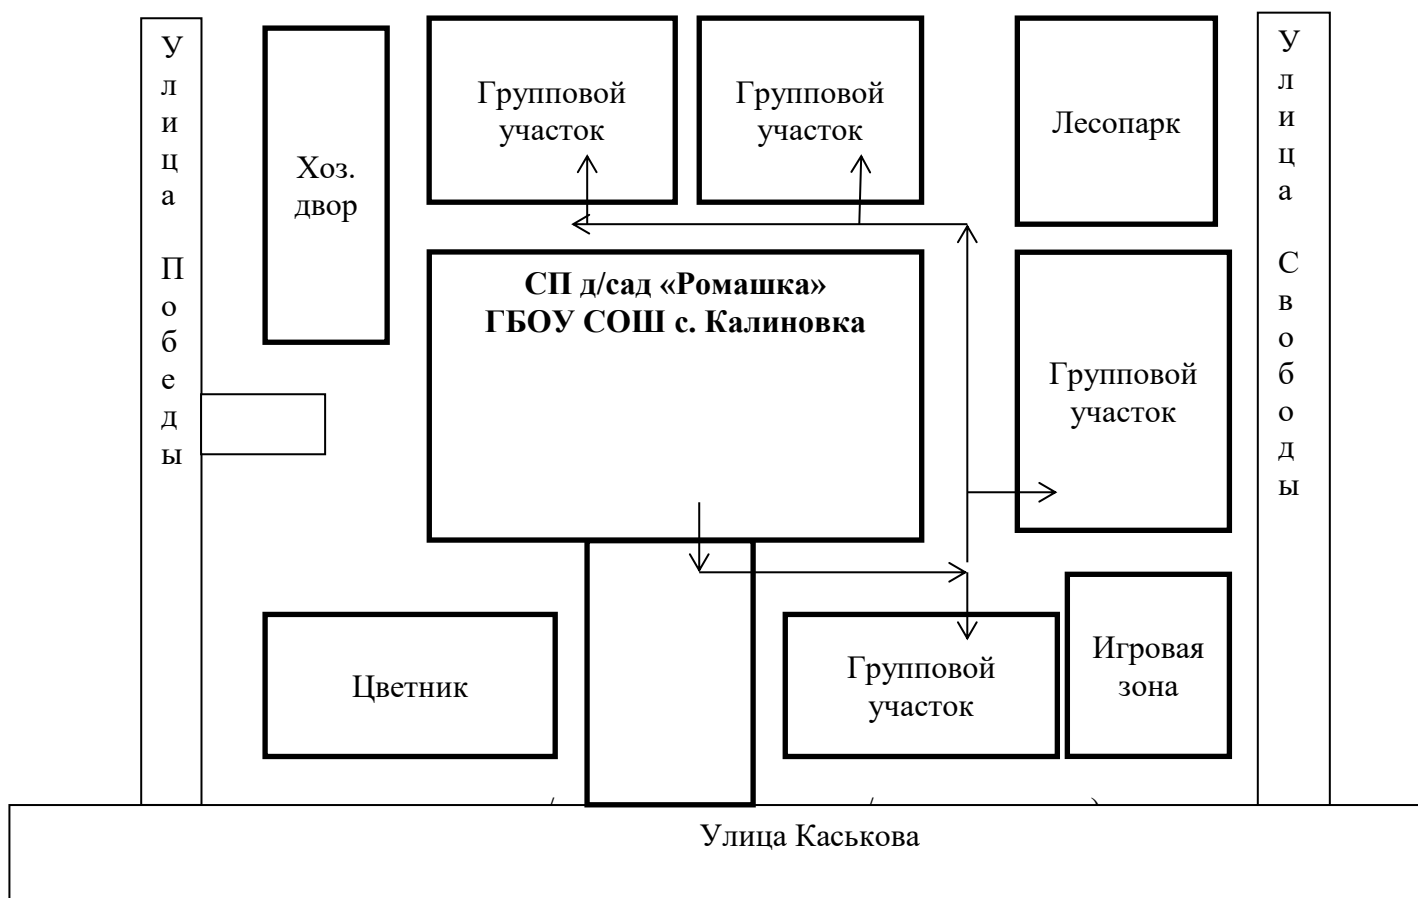 Улица Победы
Хоз.
двор
Групповой
участок
Групповой
участок
Лесопарк
Улица Свободы
СП д/сад «Ромашка»
ГБОУ СОШ с. Калиновка
Групповой
участок
Цветник
Групповой
участок
Игровая
зона
Улица Каськова